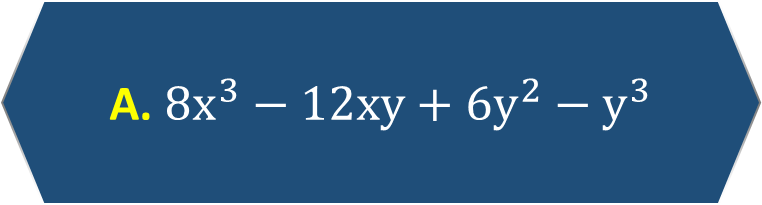 A. 8x³ − 12xy + 6y² − y³